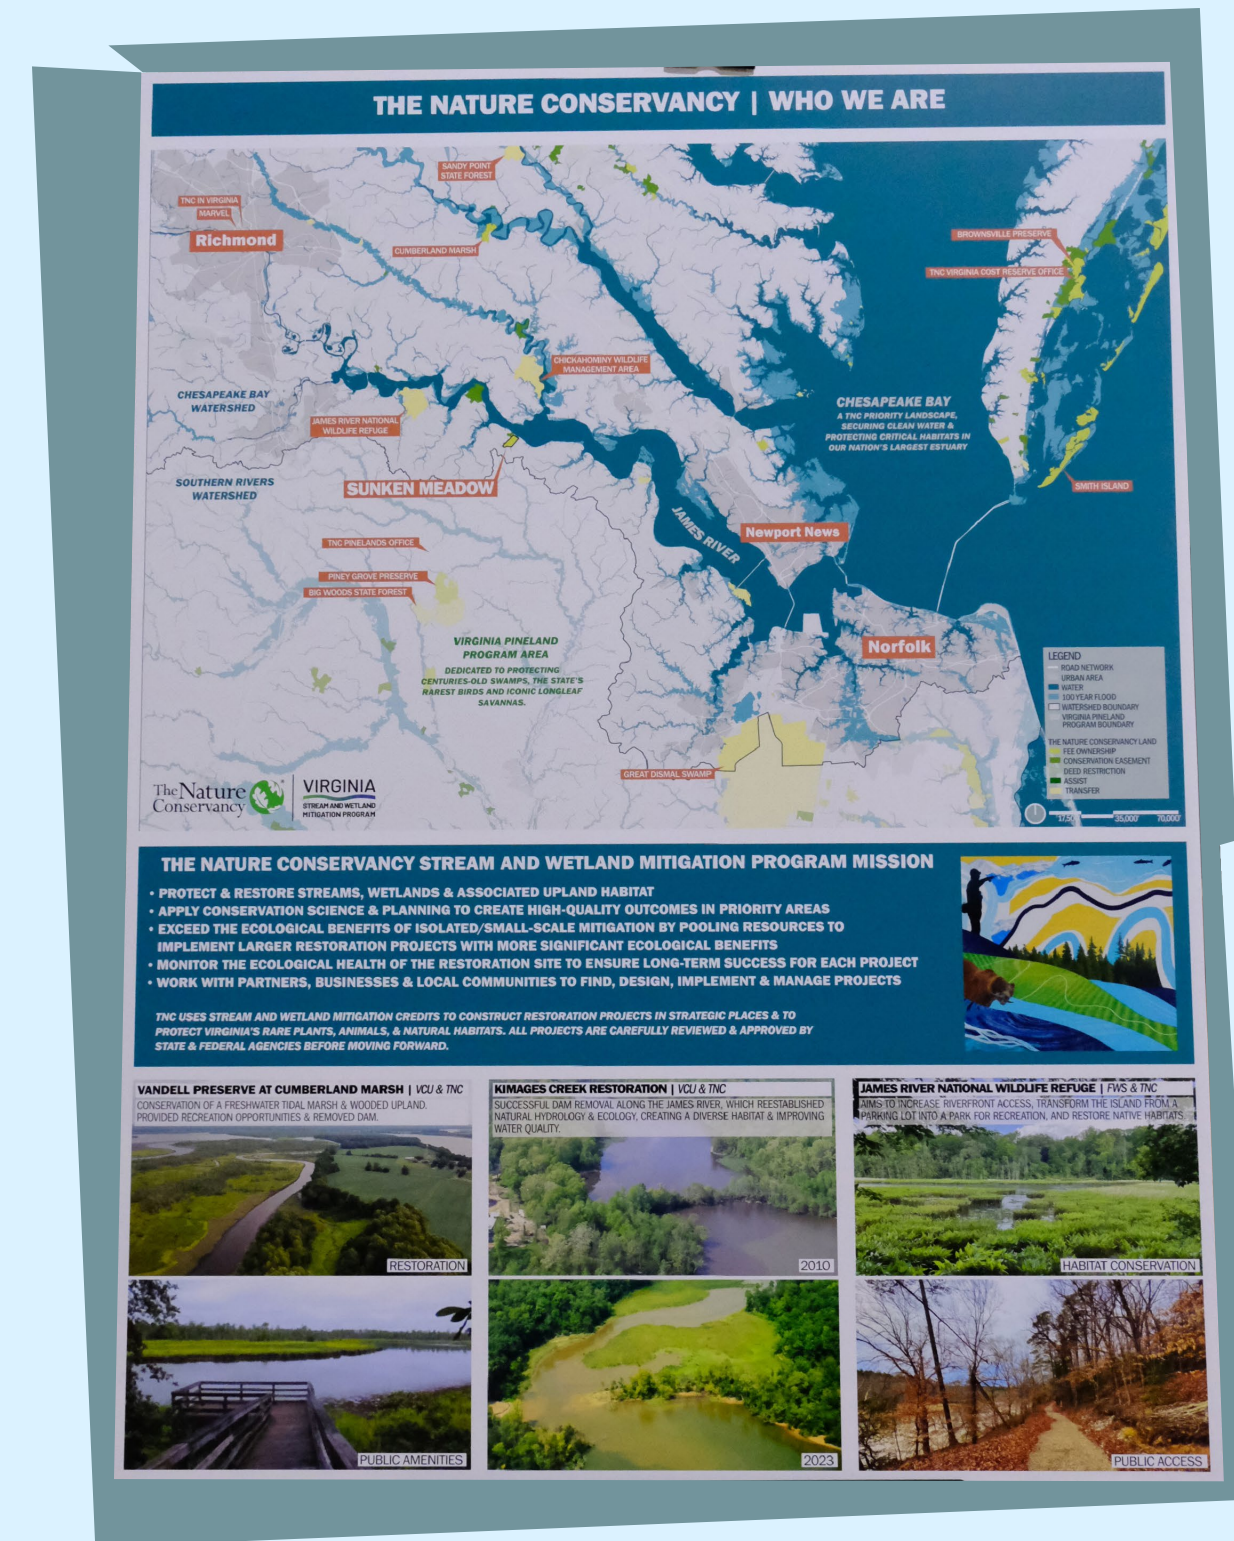 THE NATURE CONSERVANCY | WHO WE ARE
SANDY POINT
STATE FOREST
TNC IN VIRGINIA
MARVEL
Richmond
CUMBERLAND MARSH
BROWNSVILLE PRESERVE
TNC VIRGINIA COST RESERVE OFFICE
CHICKAHOMINY WILDLIFE
MANAGEMENT AREA
CHESAPEAKE BAY
WATERSHED
JAMES RIVER NATIONAL
WILDLIFE REFUGE
CHESAPEAKE BAY
A TNC PRIORITY LANDSCAPE,
SECURING CLEAN WATER &
PROTECTING CRITICAL HABITATS IN
OUR NATION'S LARGEST ESTUARY
SOUTHERN RIVERS
WATERSHED
SUNKEN MEADOW
SMITH ISLAND
JAMES RIVER
Newport News
TNC PINELANDS OFFICE
PINEY GROVE PRESERVE
BIG WOODS STATE FOREST
VIRGINIA PINELAND
PROGRAM AREA
DEDICATED TO PROTECTING
CENTURIES-OLD SWAMPS, THE STATE'S
RAREST BIRDS AND ICONIC LONGLEAF
SAVANNAS.
Norfolk
GREAT DISMAL SWAMP
LEGEND
ROAD NETWORK
URBAN AREA
WATER
100 YEAR FLOOD
WATERSHED BOUNDARY
VIRGINIA PINELAND
PROGRAM BOUNDARY
THE NATURE CONSERVANCY LAND
FEE OWNERSHIP
CONSERVATION EASEMENT
DEED RESTRICTION
ASSIST
TRANSFER
35,000' 70,000'
The Nature
Conservancy
VIRGINIA
STREAM AND WETLAND
MITIGATION PROGRAM
THE NATURE CONSERVANCY STREAM AND WETLAND MITIGATION PROGRAM MISSION
• PROTECT & RESTORE STREAMS, WETLANDS & ASSOCIATED UPLAND HABITAT
• APPLY CONSERVATION SCIENCE & PLANNING TO CREATE HIGH-QUALITY OUTCOMES IN PRIORITY AREAS
• EXCEED THE ECOLOGICAL BENEFITS OF ISOLATED/SMALL-SCALE MITIGATION BY POOLING RESOURCES TO
IMPLEMENT LARGER RESTORATION PROJECTS WITH MORE SIGNIFICANT ECOLOGICAL BENEFITS
• MONITOR THE ECOLOGICAL HEALTH OF THE RESTORATION SITE TO ENSURE LONG-TERM SUCCESS FOR EACH PROJECT
• WORK WITH PARTNERS, BUSINESSES & LOCAL COMMUNITIES TO FIND, DESIGN, IMPLEMENT & MANAGE PROJECTS
TNC USES STREAM AND WETLAND MITIGATION CREDITS TO CONSTRUCT RESTORATION PROJECTS IN STRATEGIC PLACES & TO
PROTECT VIRGINIA'S RARE PLANTS, ANIMALS, & NATURAL HABITATS. ALL PROJECTS ARE CAREFULLY REVIEWED & APPROVED BY
STATE & FEDERAL AGENCIES BEFORE MOVING FORWARD.
VANDELL PRESERVE AT CUMBERLAND MARSH | VCU & TNC
CONSERVATION OF A FRESHWATER TIDAL MARSH & WOODED UPLAND.
PROVIDED RECREATION OPPORTUNITIES & REMOVED DAM.
RESTORATION
PUBLIC AMENITIES
KIMAGES CREEK RESTORATION | VCU & TNC
SUCCESSFUL DAM REMOVAL ALONG THE JAMES RIVER, WHICH REESTABLISHED
NATURAL HYDROLOGY & ECOLOGY, CREATING A DIVERSE HABITAT & IMPROVING
WATER QUALITY.
2010
2023
JAMES RIVER NATIONAL WILDLIFE REFUGE | FWS & TNC
AIMS TO INCREASE RIVERFRONT ACCESS, TRANSFORM THE ISLAND FROM A
PARKING LOT INTO A PARK FOR RECREATION, AND RESTORE NATIVE HABITATS.
HABITAT CONSERVATION
PUBLIC ACCESS